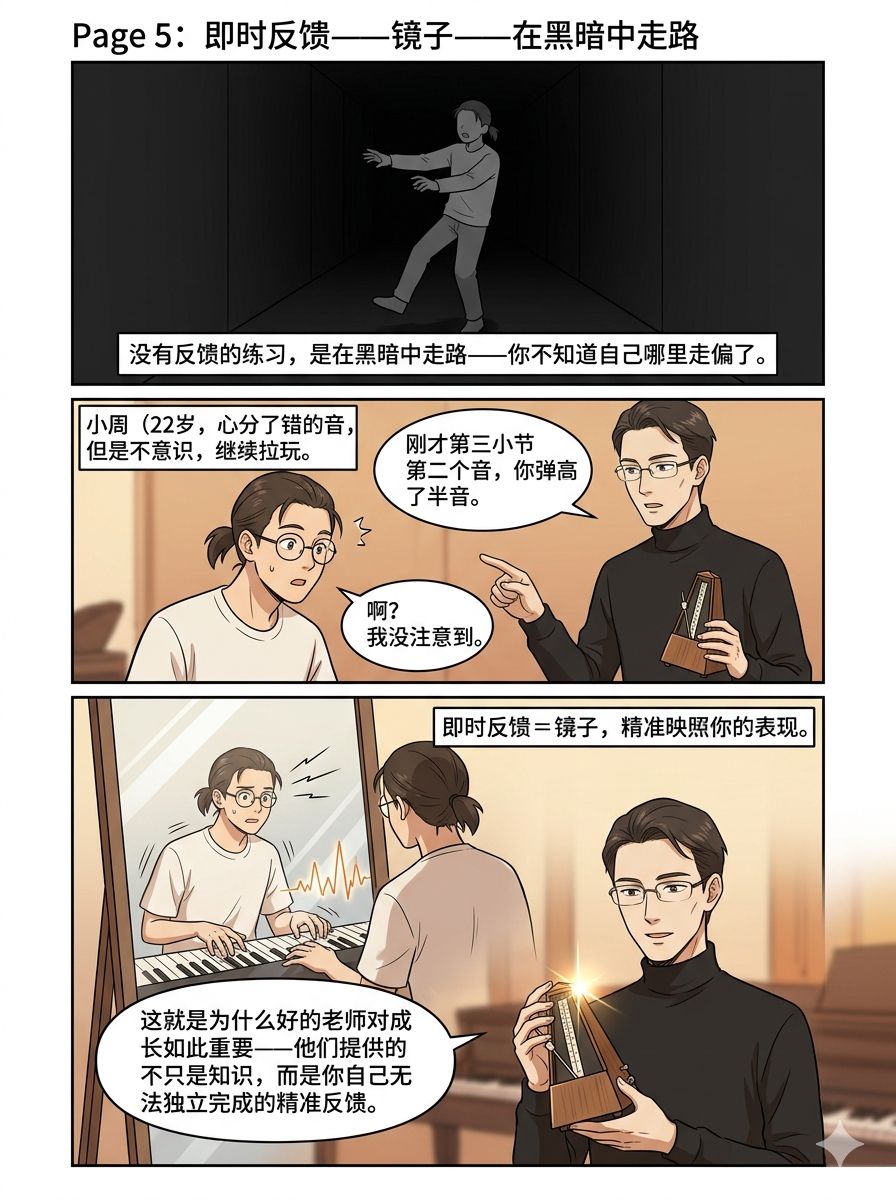 Page 5：即时反馈——镜子——在黑暗中走路
没有反馈的练习，是在黑暗中走路——你不知道自己哪里走偏了。
小周（22岁，心分了错的音，
但是不意识，继续拉玩。
刚才第三小节
第二个音，你弹高
了半音。
啊？
我没注意到。
即时反馈＝镜子，精准映照你的表现。
这就是为什么好的老师对成
长如此重要——他们提供的
不只是知识，而是你自己无
法独立完成的精准反馈。